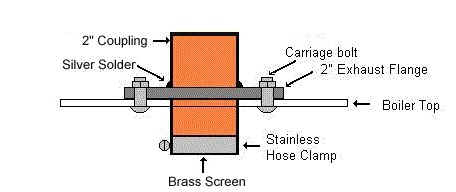 2" Coupling
Silver Solder
Carriage bolt
2" Exhaust Flange
Boiler Top
Stainless
Hose Clamp
Brass Screen